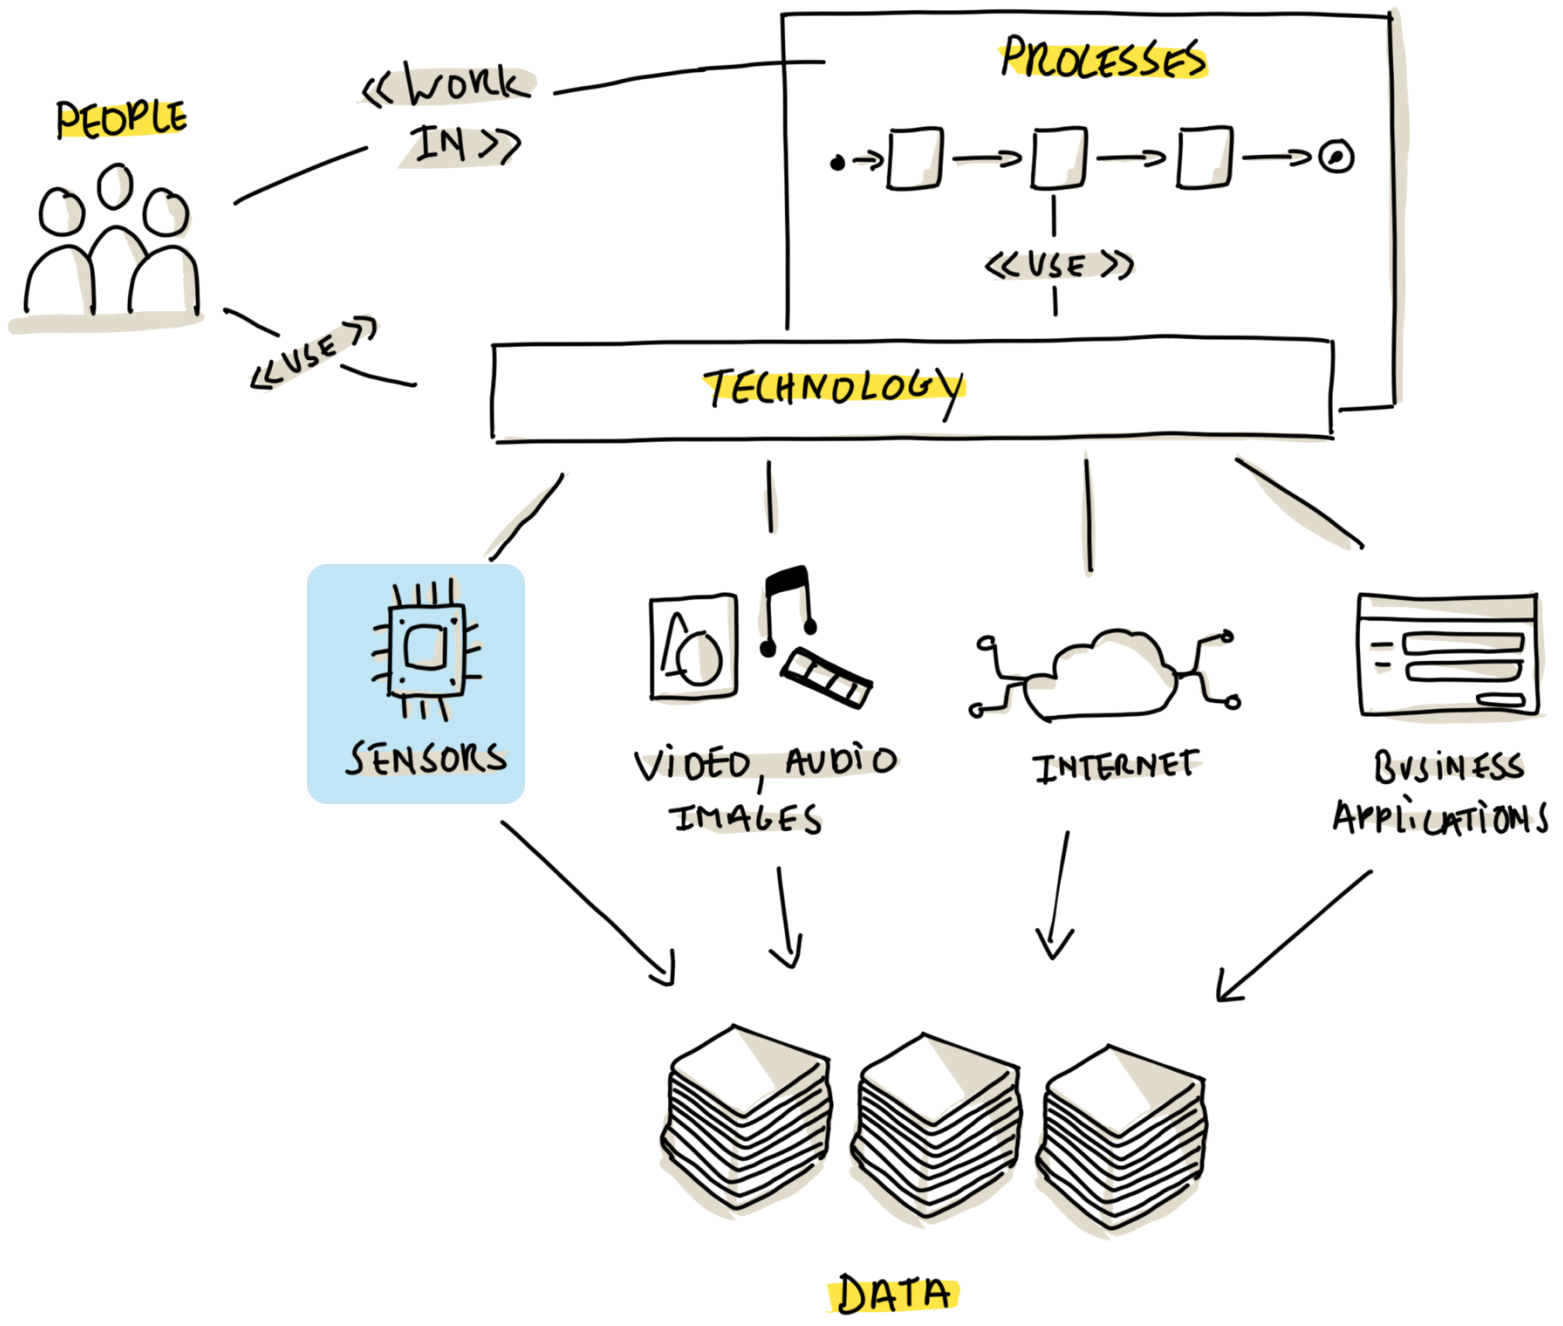 PROCESSES
PEOPLE
<<WORK
IN>>
<<USE>>
<<USE>>
TECHNOLOGY
SENSORS
VIDEO, AUDIO
IMAGES
INTERNET
BUSINESS
APPLICATIONS
DATA